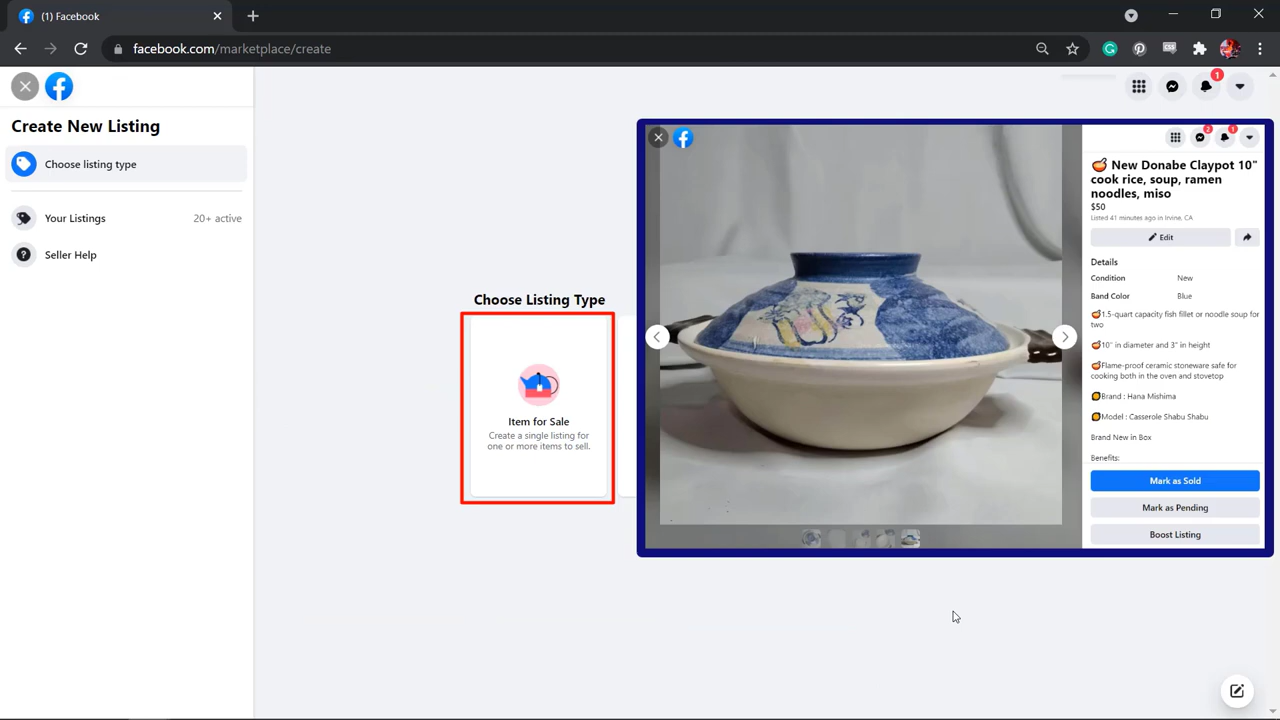 (1) Facebook
facebook.com/marketplace/create
CSS
1
Create New Listing
Choose listing type
Your Listings 20+ active
Seller Help
Choose Listing Type
Item for Sale
Create a single listing for
one or more items to sell.
2 1
New Donabe Claypot 10"
cook rice, soup, ramen
noodles, miso
$50
Listed 41 minutes ago in Irvine, CA
Edit
Details
Condition New
Band Color Blue
🍲1.5-quart capacity fish fillet or noodle soup for
two
🍲10" in diameter and 3" in height
🍲Flame-proof ceramic stoneware safe for
cooking both in the oven and stovetop
🥘Brand : Hana Mishima
🥘Model : Casserole Shabu Shabu
Brand New in Box
Benefits:
Mark as Sold
Mark as Pending
Boost Listing